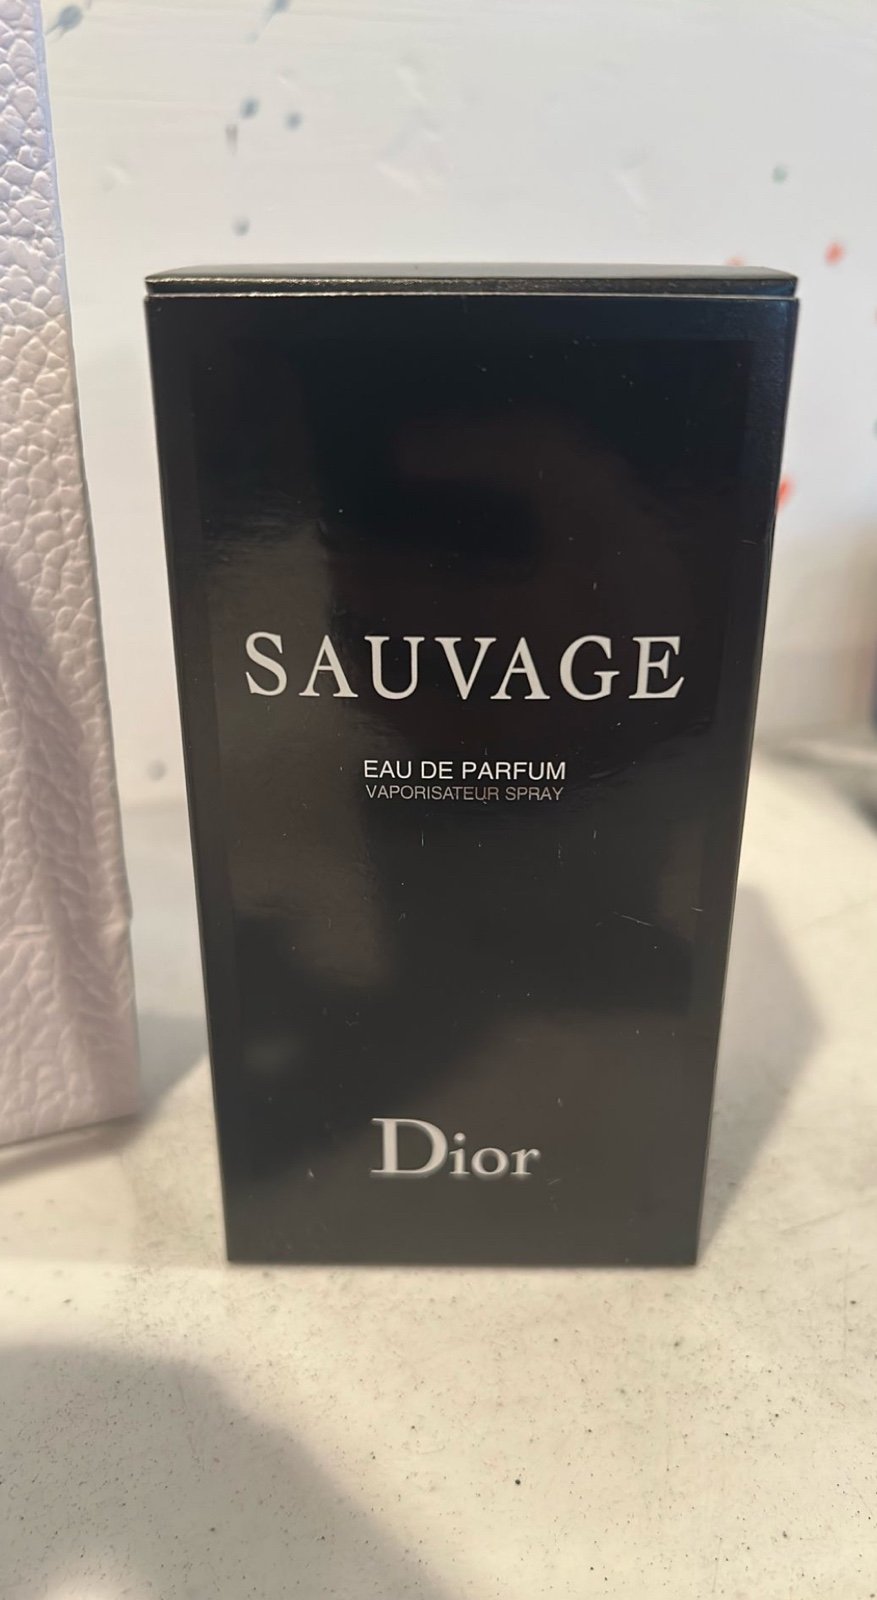 SAUVAGE
EAU DE PARFUM
VAPORISATEUR SPRAY
Dior